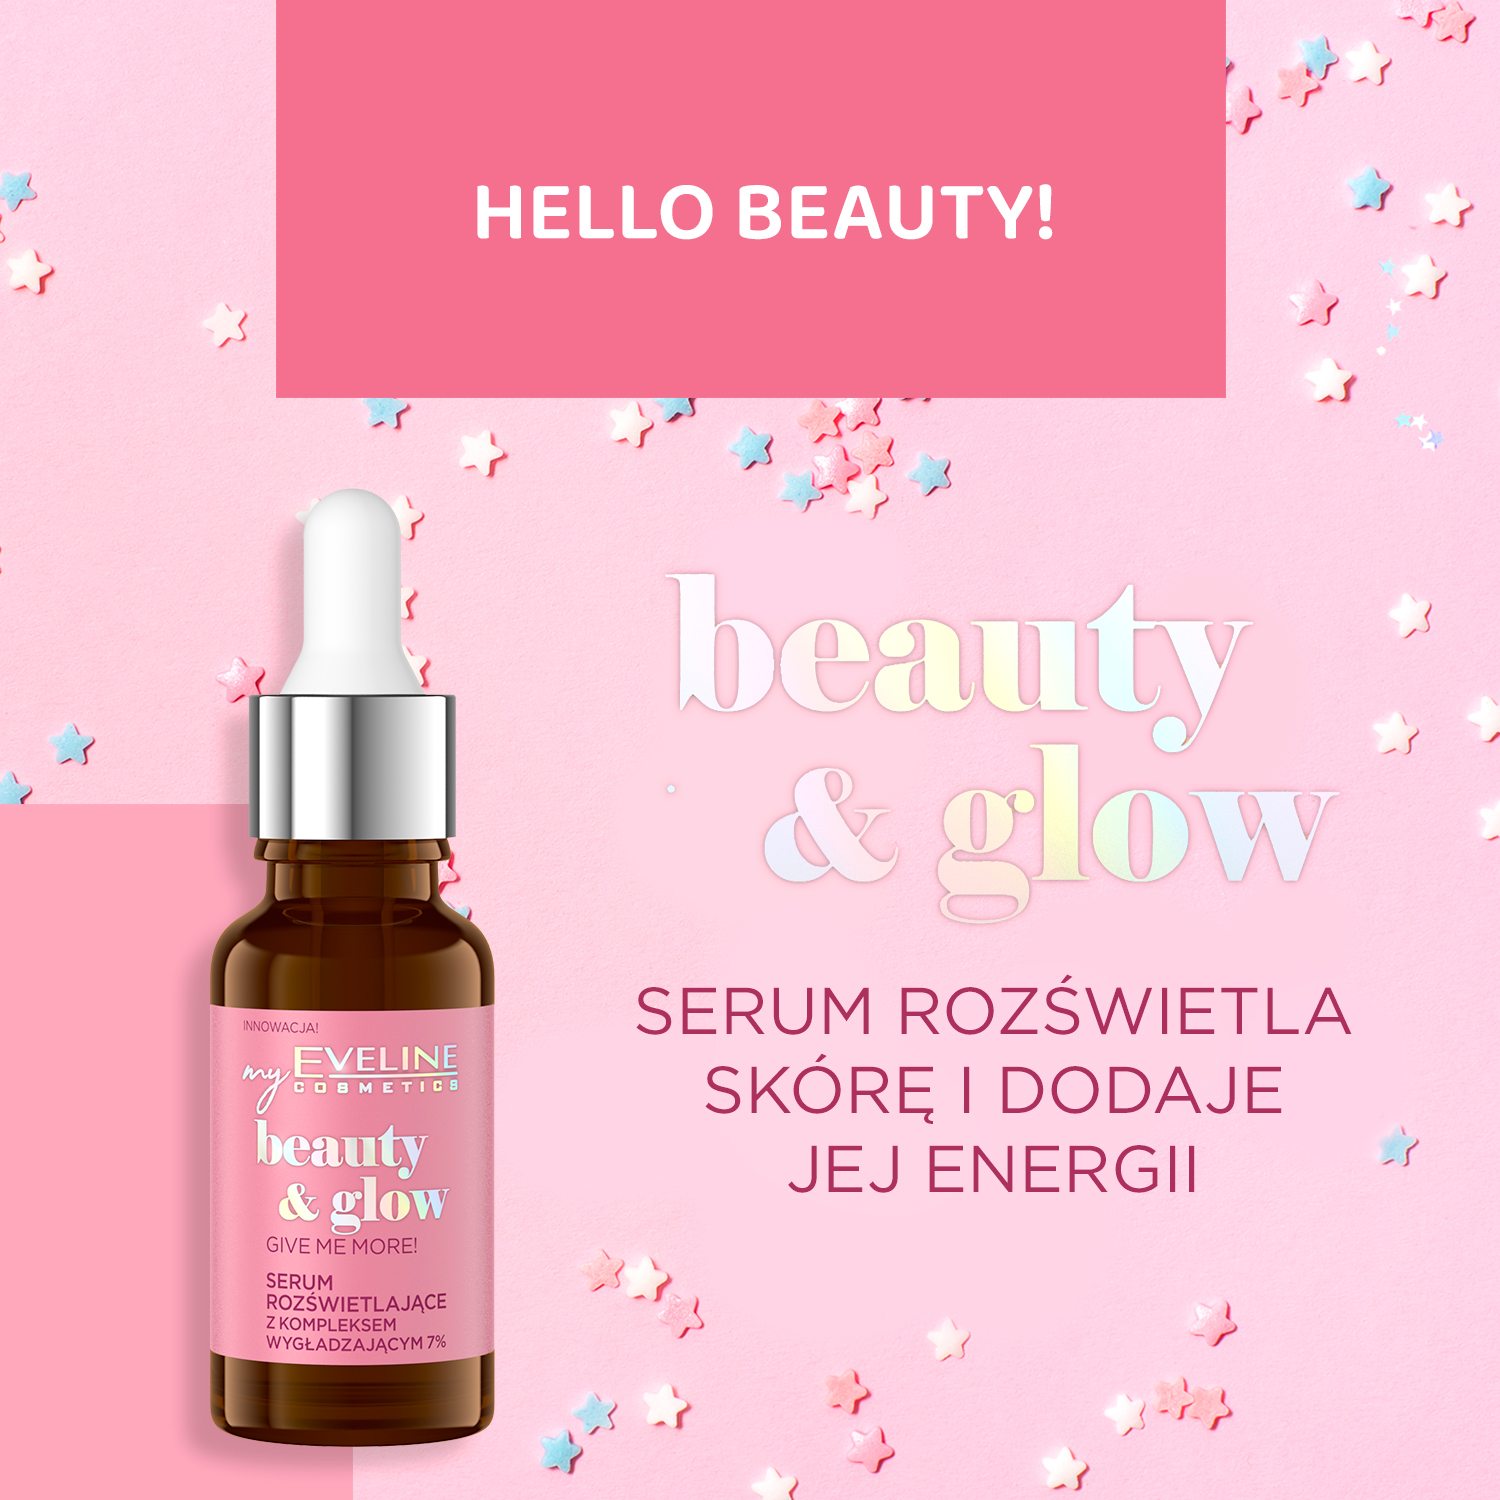 HELLO BEAUTY!
beauty
& glow
SERUM ROZŚWIETLA
SKÓRĘ I DODAJE
JEJ ENERGII
INNOWACJA!
my EVELINE
COSMETICS
beauty
& glow
GIVE ME MORE!
SERUM
ROZŚWIETLAJĄCE
Z KOMPLEKSEM
WYGŁADZAJĄCYM 7%